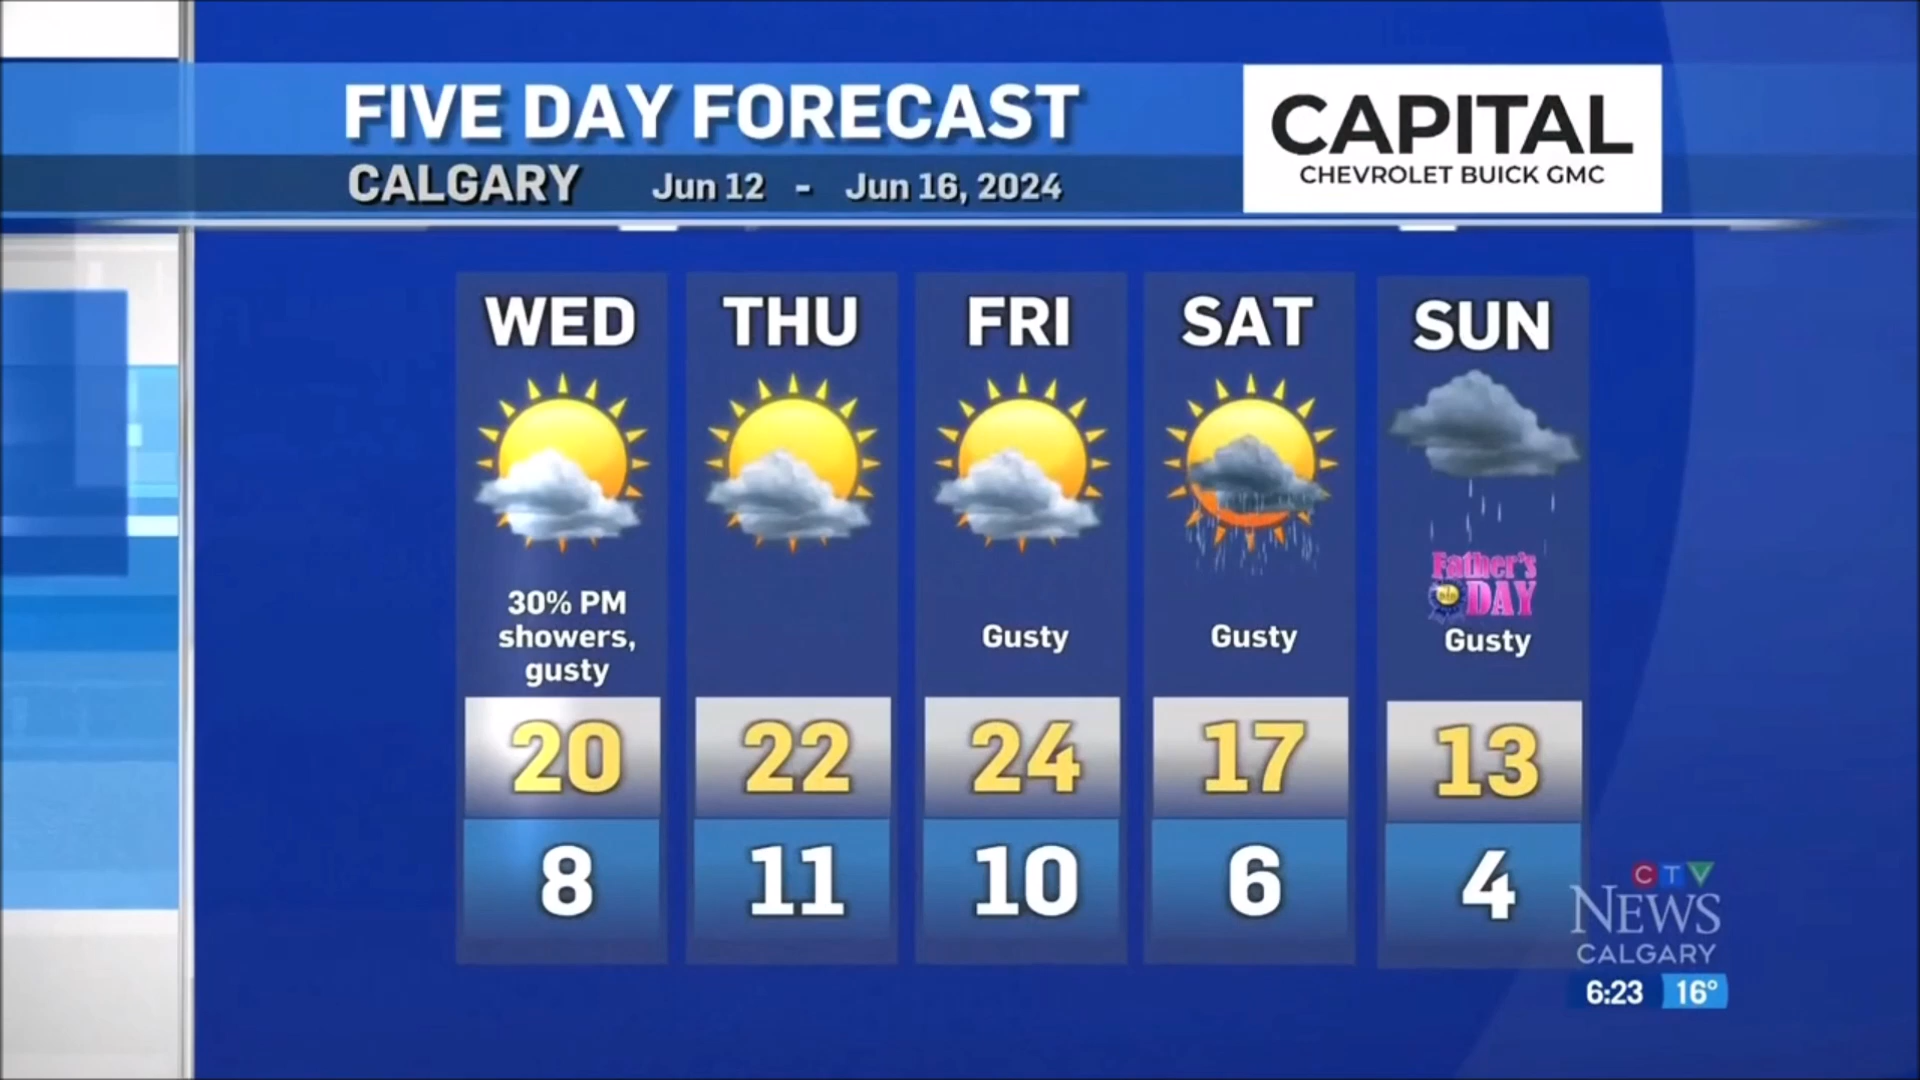 FIVE DAY FORECAST
CALGARY Jun 12 - Jun 16, 2024
CAPITAL
CHEVROLET BUICK GMC
WED
30% PM
showers,
gusty
20
8
THU
22
11
FRI
Gusty
24
10
SAT
Gusty
17
6
SUN
Father's
DAY
Gusty
13
4
CTV
NEWS
CALGARY
6:23 16°